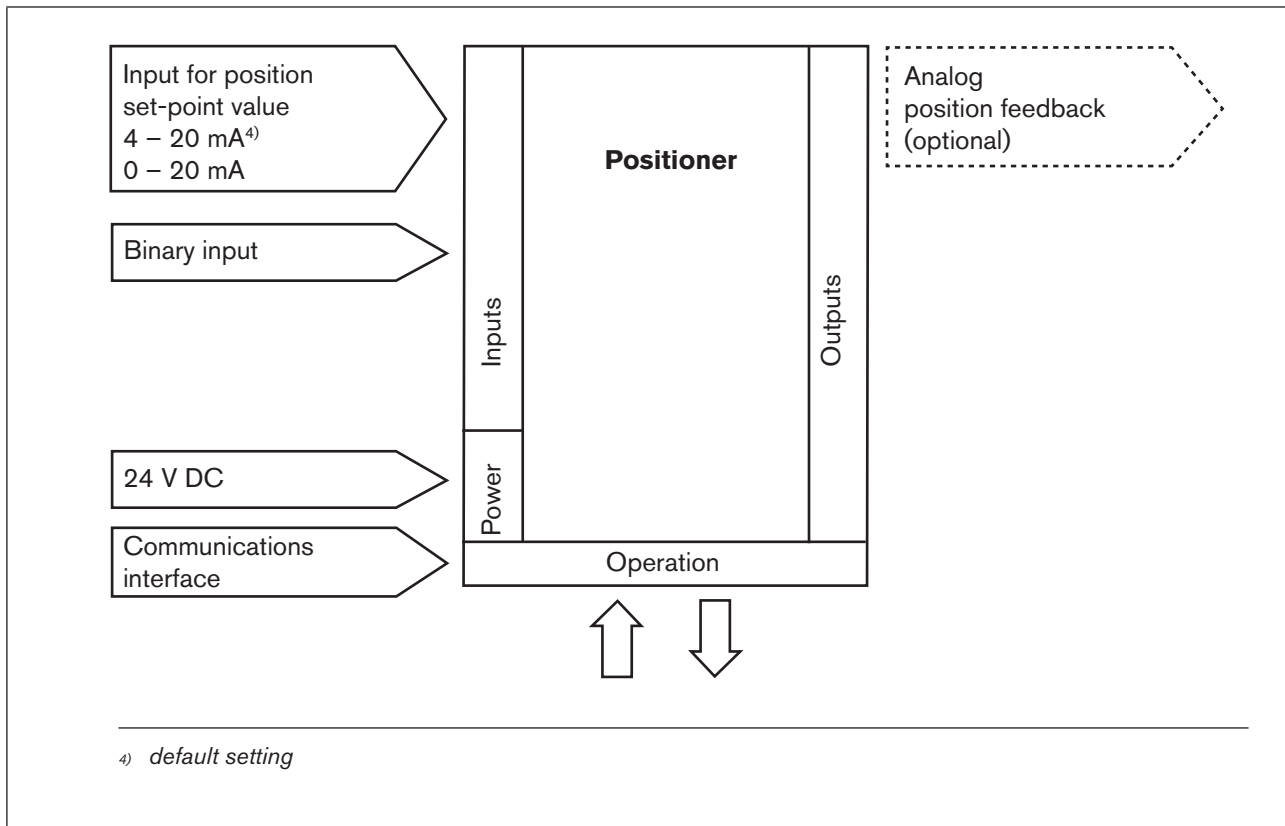 Input for position
set-point value
4 – 20 mA4)
0 – 20 mA
Binary input
24 V DC
Communications
interface
Positioner
Inputs
Power
Outputs
Operation
Analog
position feedback
(optional)
4) default setting